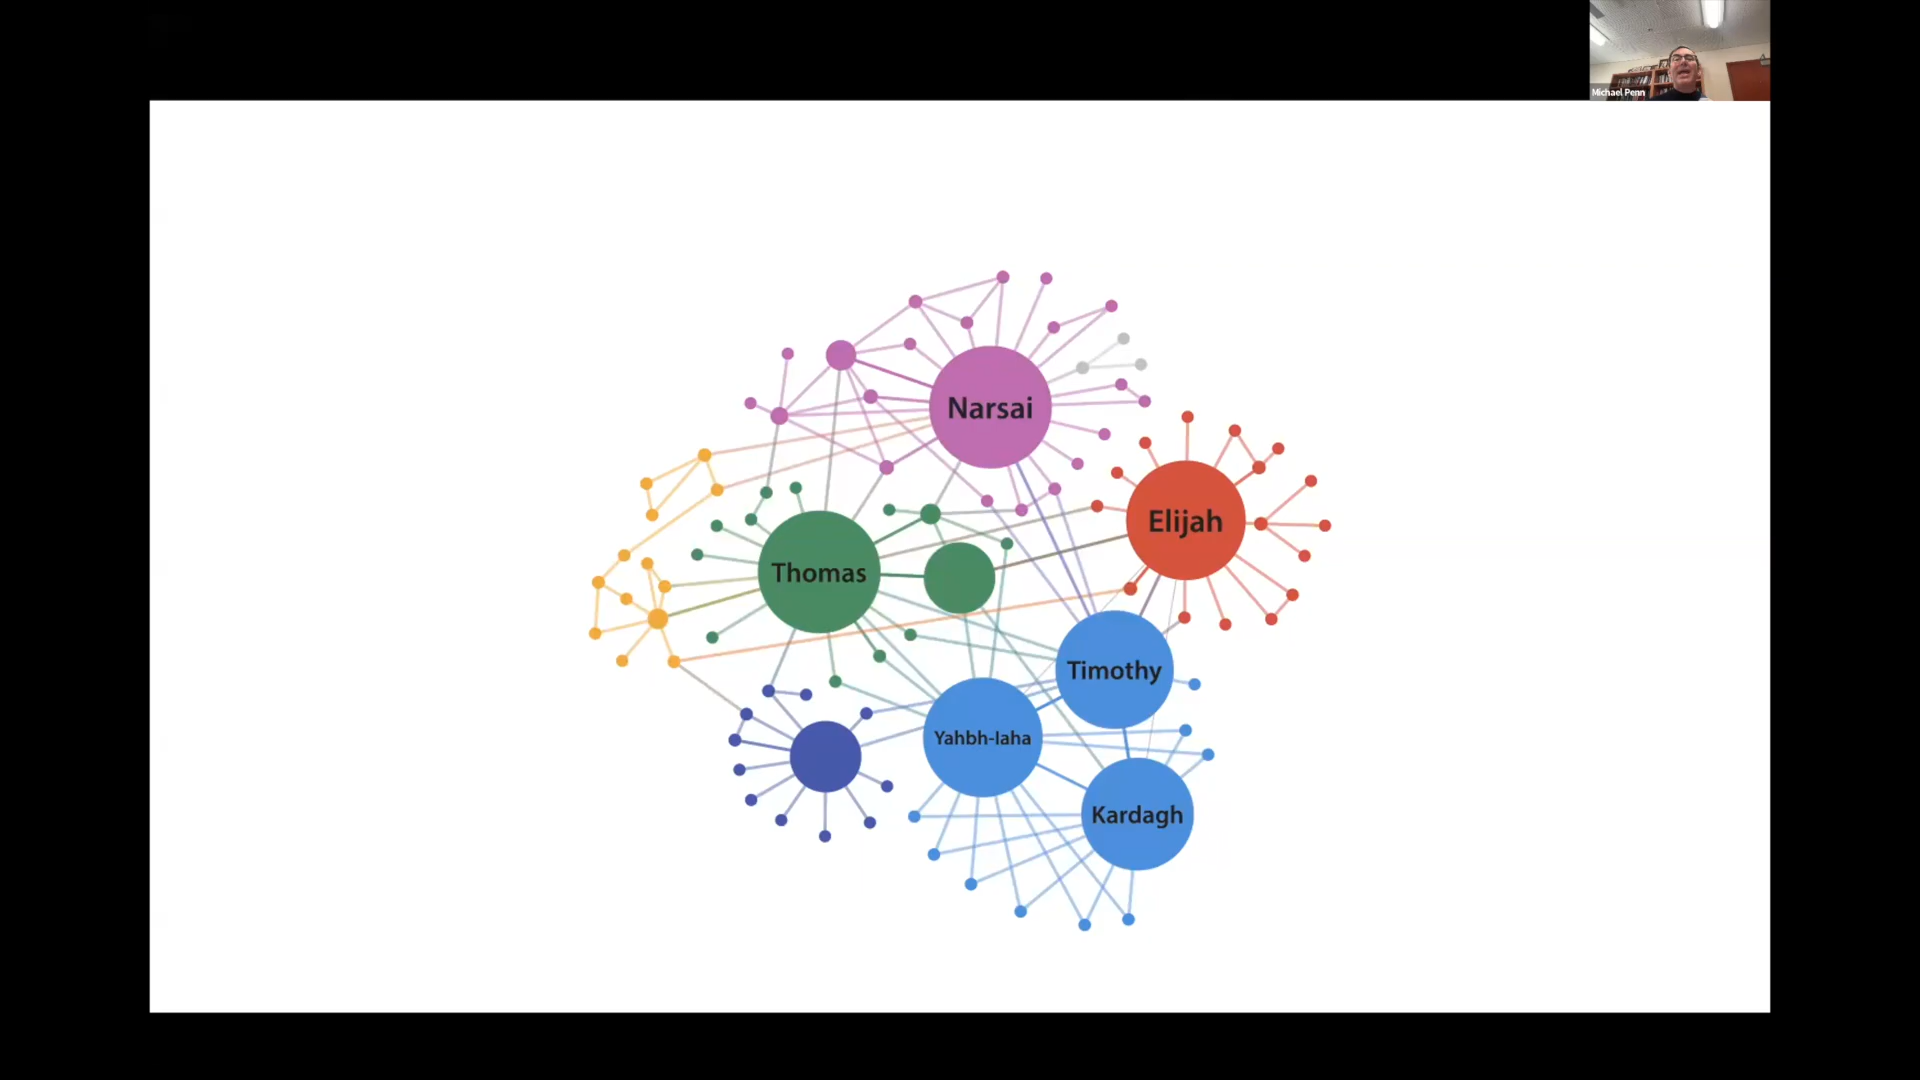 Michael Penn
Narsai
Elijah
Thomas
Timothy
Yahbh-laha
Kardagh